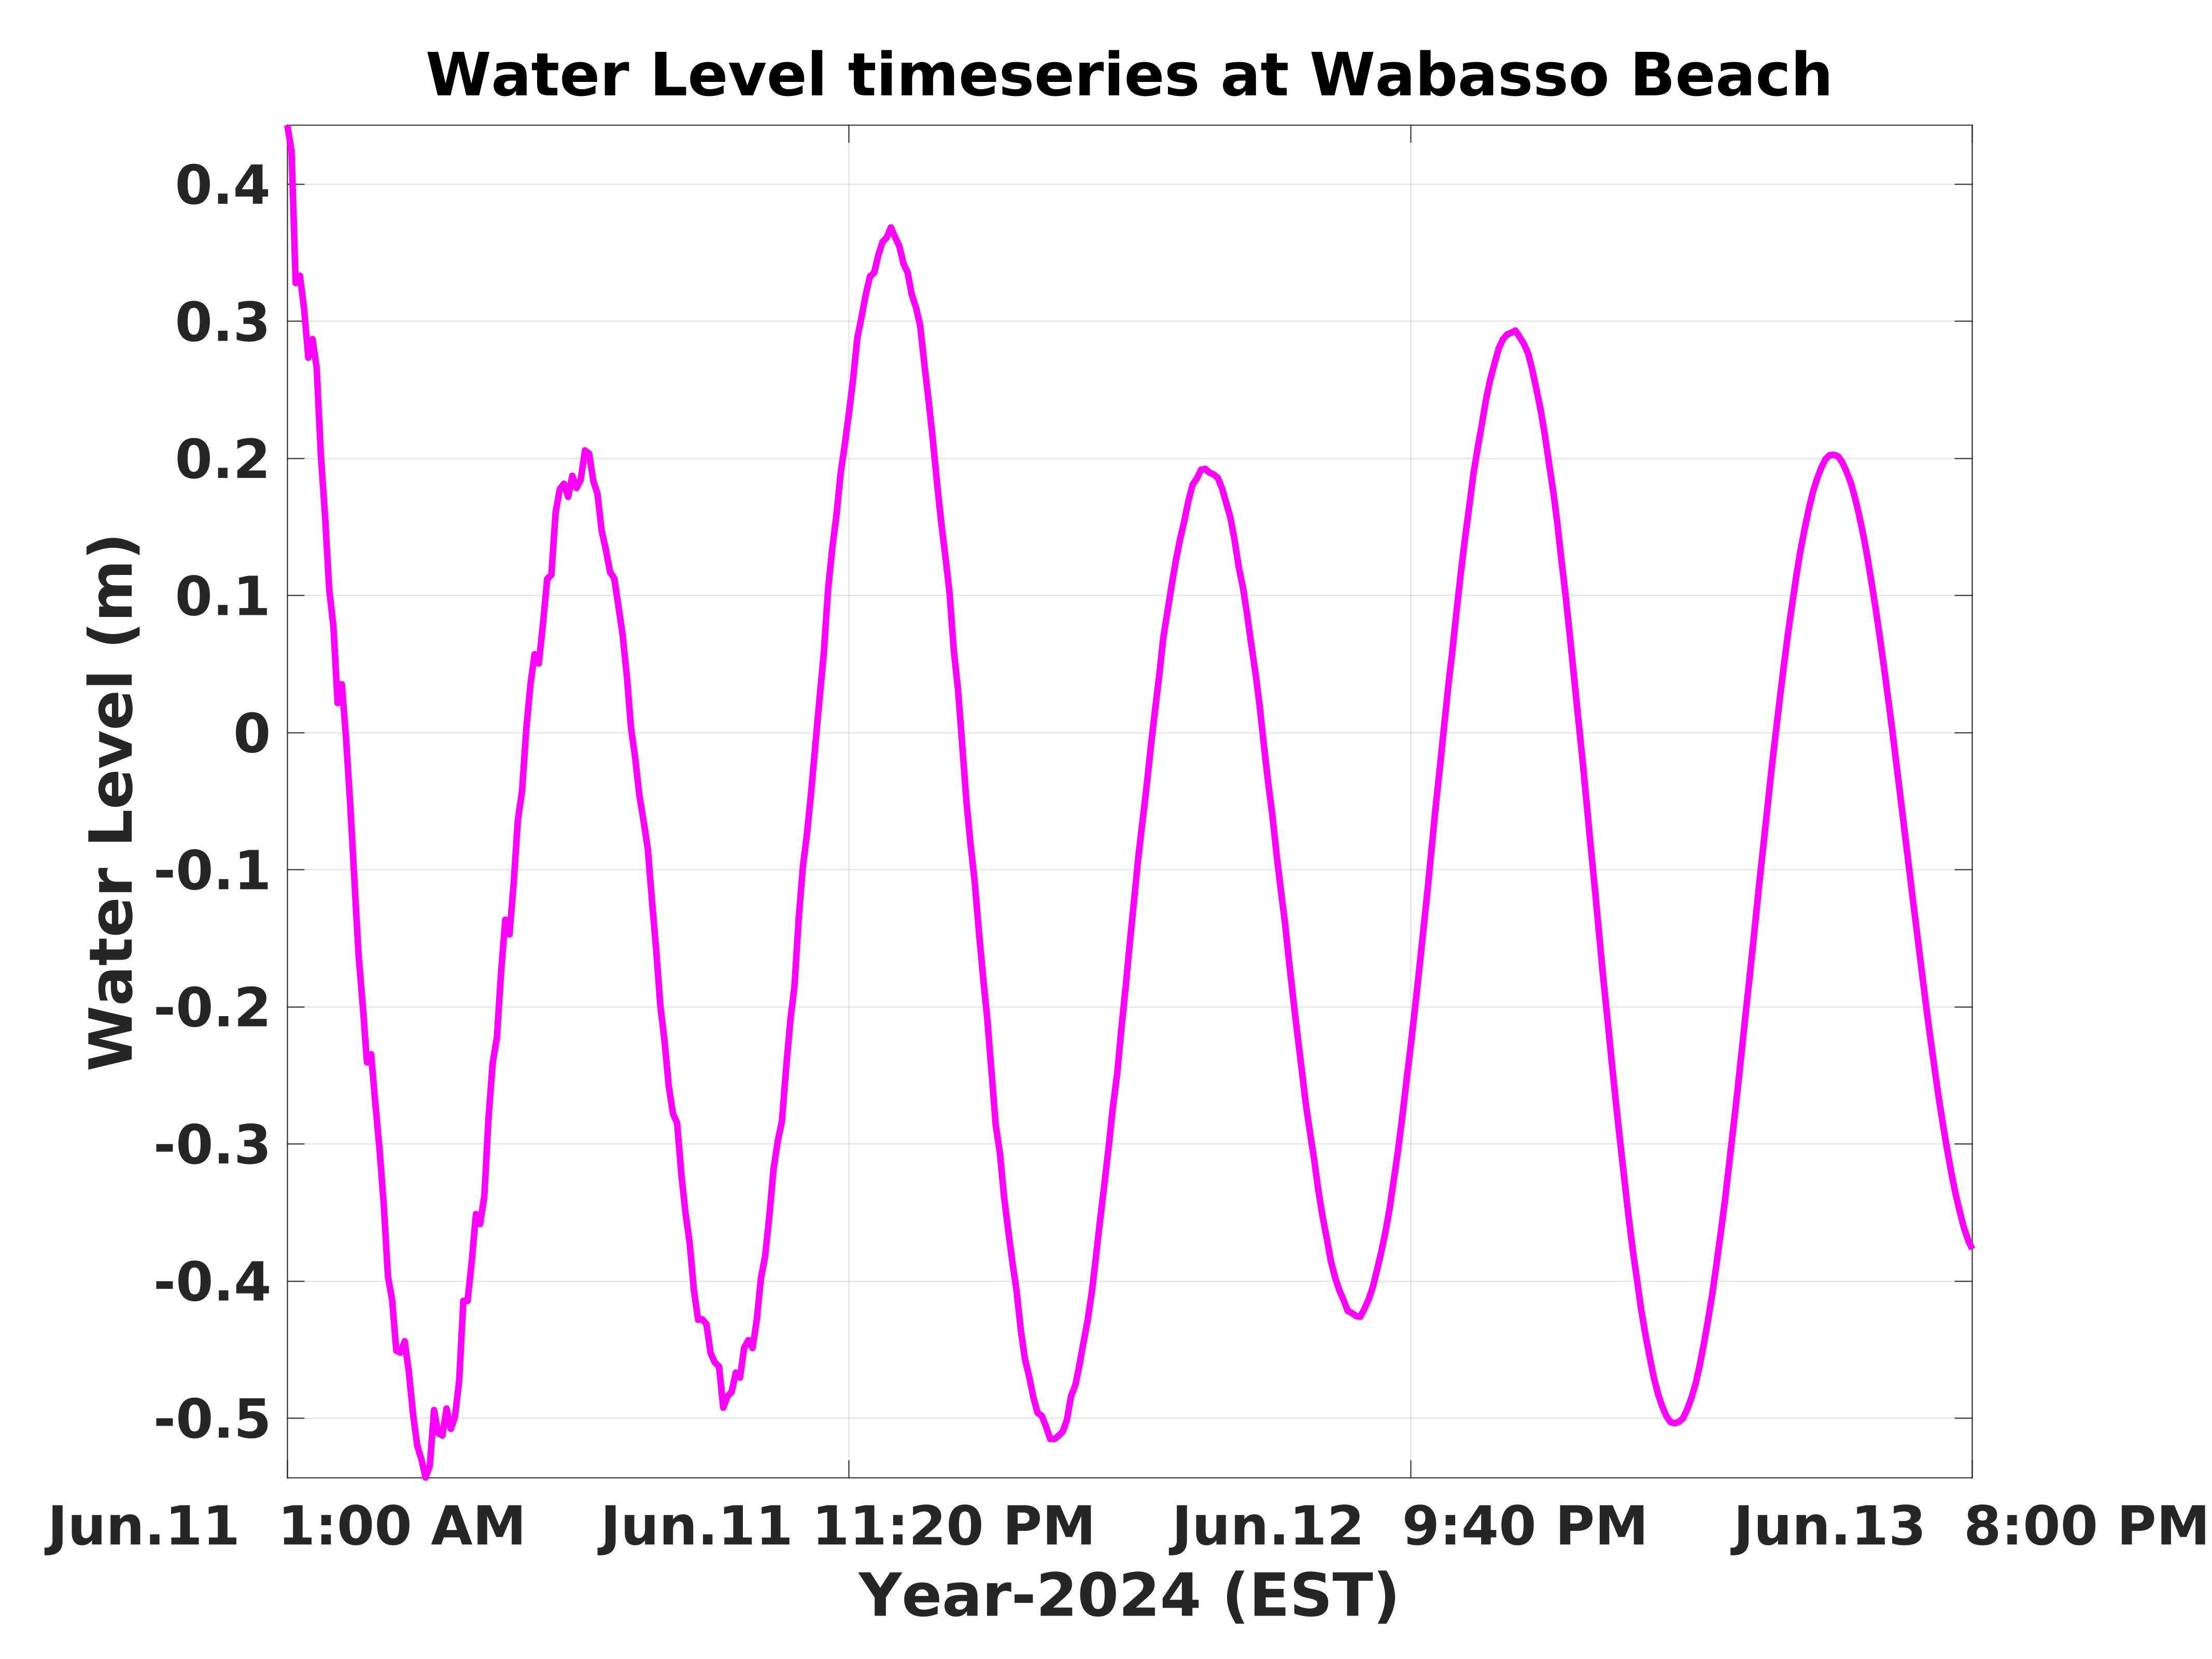 Water Level timeseries at Wabasso Beach
Water Level (m)
0.4
0.3
0.2
0.1
0
-0.1
-0.2
-0.3
-0.4
-0.5
Jun.11 1:00 AM Jun.11 11:20 PM Jun.12 9:40 PM Jun.13 8:00 PM
Year-2024 (EST)